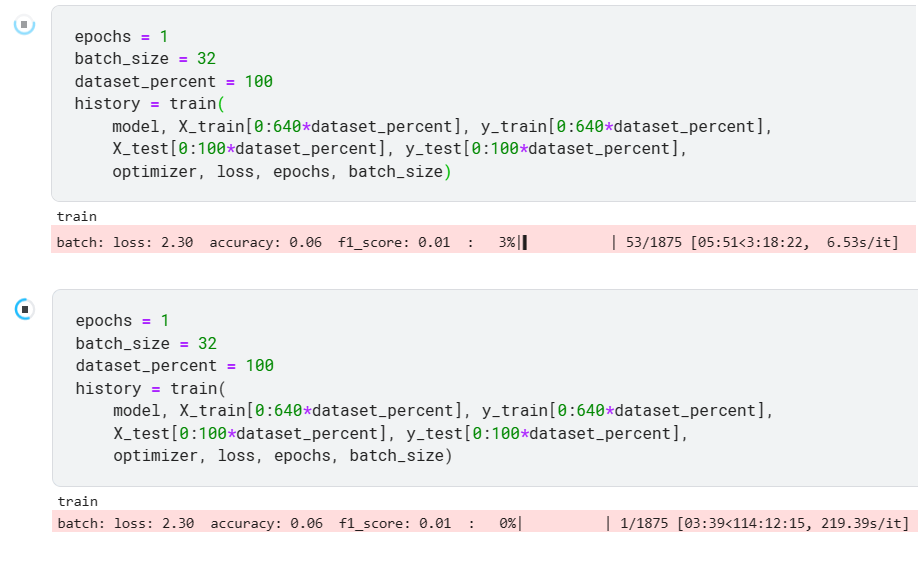 epochs = 1
batch_size = 32
dataset_percent = 100
history = train(
    model, X_train[0:640*dataset_percent], y_train[0:640*dataset_percent],
    X_test[0:100*dataset_percent], y_test[0:100*dataset_percent],
    optimizer, loss, epochs, batch_size)
train
batch: loss: 2.30  accuracy: 0.06  f1_score: 0.01  :   3%|▌         | 53/1875 [05:51<3:18:22,  6.53s/it]
epochs = 1
batch_size = 32
dataset_percent = 100
history = train(
    model, X_train[0:640*dataset_percent], y_train[0:640*dataset_percent],
    X_test[0:100*dataset_percent], y_test[0:100*dataset_percent],
    optimizer, loss, epochs, batch_size)
train
batch: loss: 2.30  accuracy: 0.06  f1_score: 0.01  :   0%|          | 1/1875 [03:39<114:12:15, 219.39s/it]